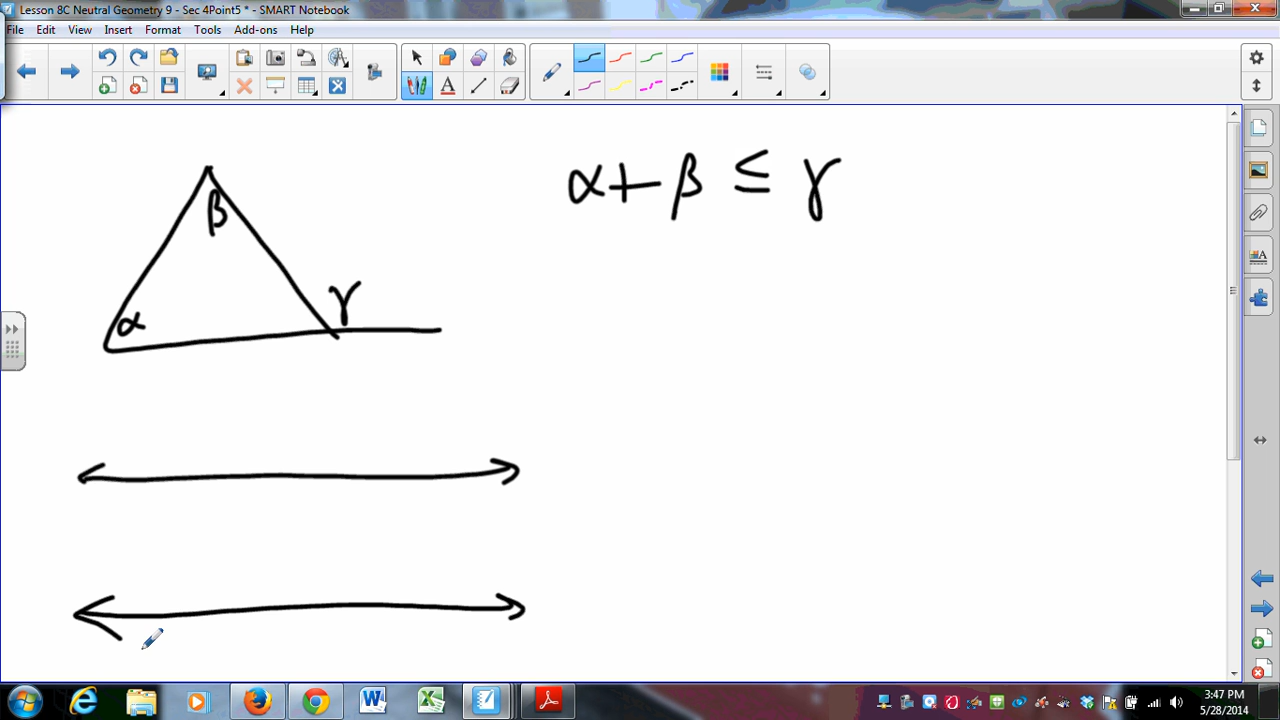 Lesson 8C Neutral Geometry 9 - Sec 4Point5 * - SMART Notebook
File Edit View Insert Format Tools Add-ons Help
α+β ≤ γ
β
γ
α
3:47 PM
5/28/2014